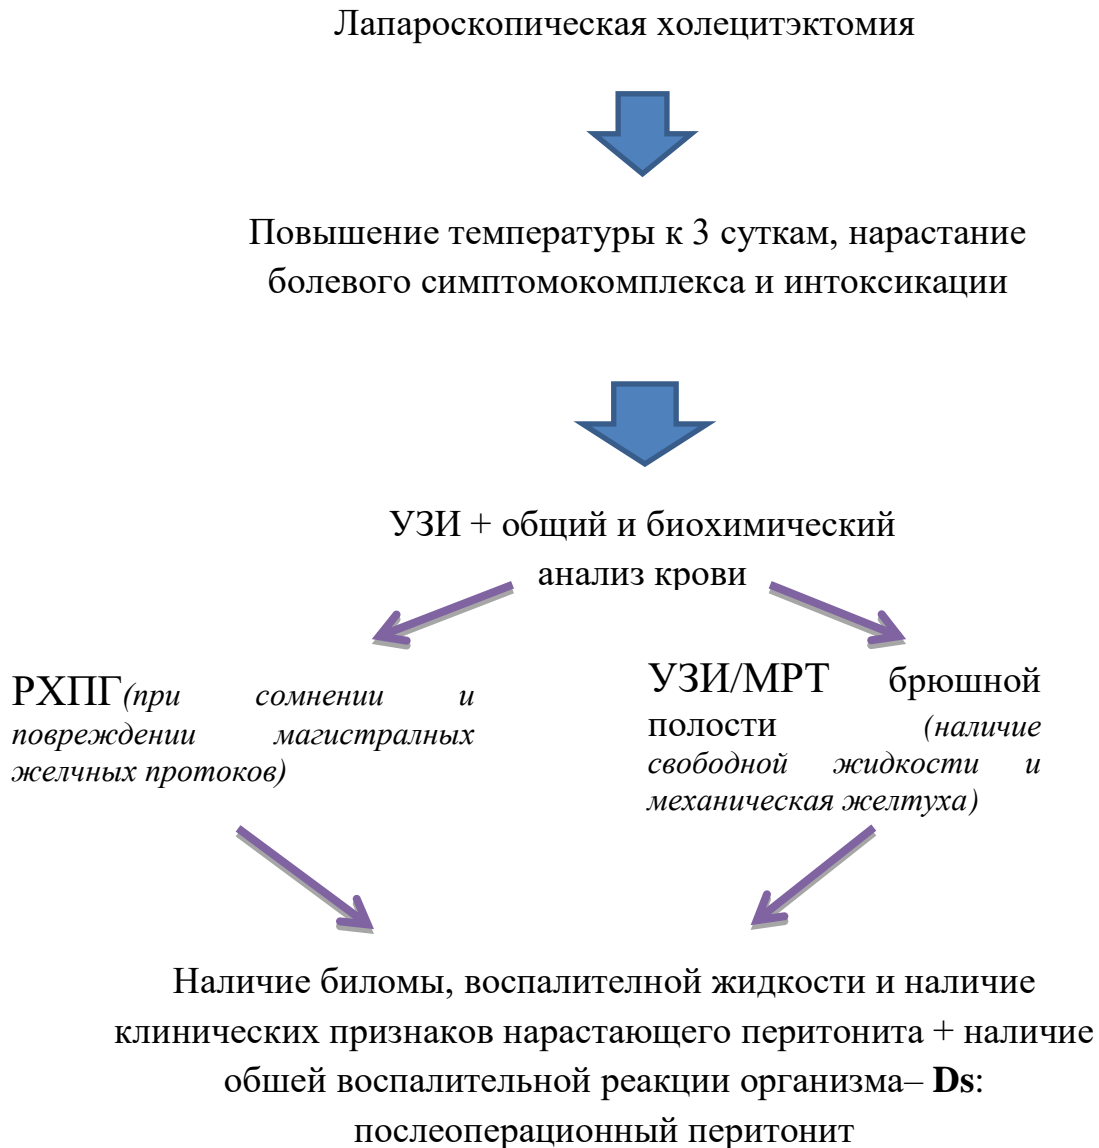 Лапароскопическая холецитэктомия
Повышение температуры к 3 суткам, нарастание
болевого симптомокомплекса и интоксикации
УЗИ + общий и биохимический
анализ крови
РХПГ(при сомнении и
повреждении магистралных
желчных протоков)
УЗИ/МРТ брюшной
полости (наличие
свободной жидкости и
механическая желтуха)
Наличие биломы, воспалителной жидкости и наличие
клинических признаков нарастающего перитонита + наличие
обшей воспалительной реакции организма– Ds:
послеоперационный перитонит